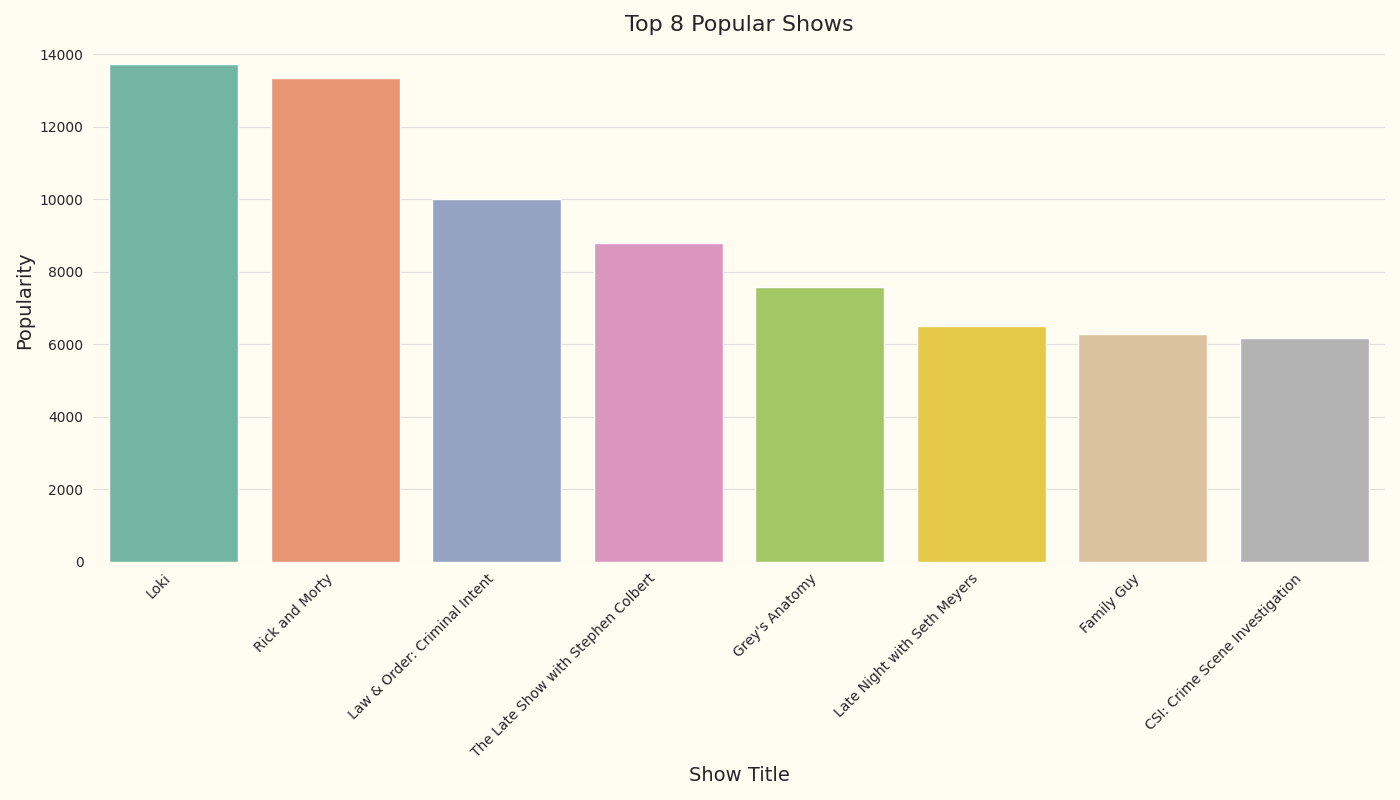 Top 8 Popular Shows
Popularity
14000
12000
10000
8000
6000
4000
2000
0
Loki
Rick and Morty
Law & Order: Criminal Intent
The Late Show with Stephen Colbert
Grey's Anatomy
Late Night with Seth Meyers
Family Guy
CSI: Crime Scene Investigation
Show Title